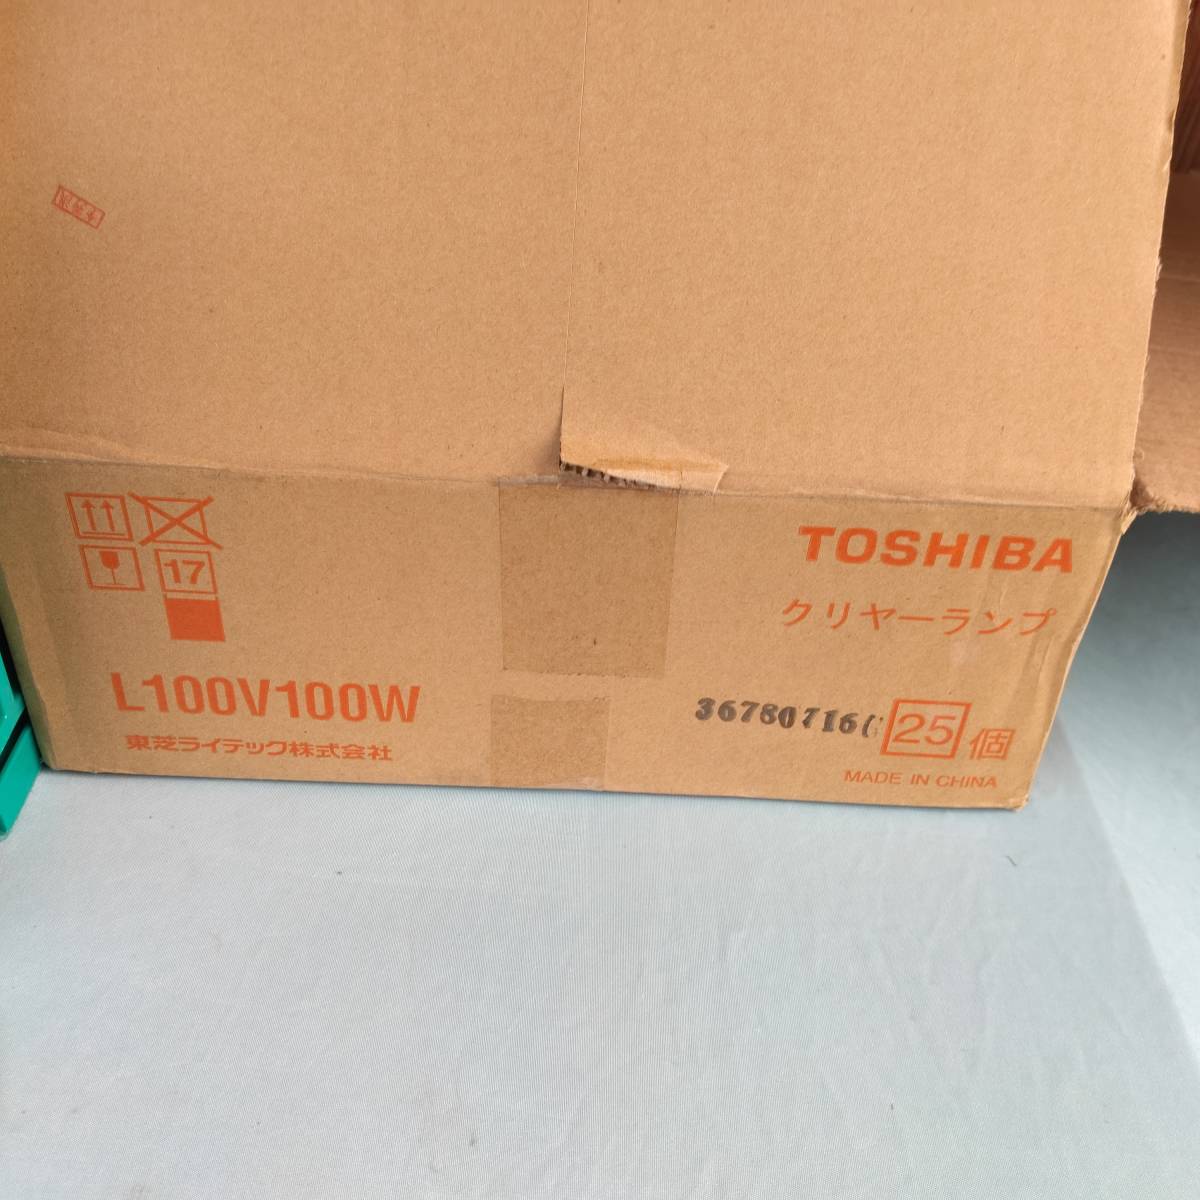 TOSHIBA
クリヤーランプ
17
L100V100W
東芝ライテック株式会社
36780716(
25個
MADE IN CHINA